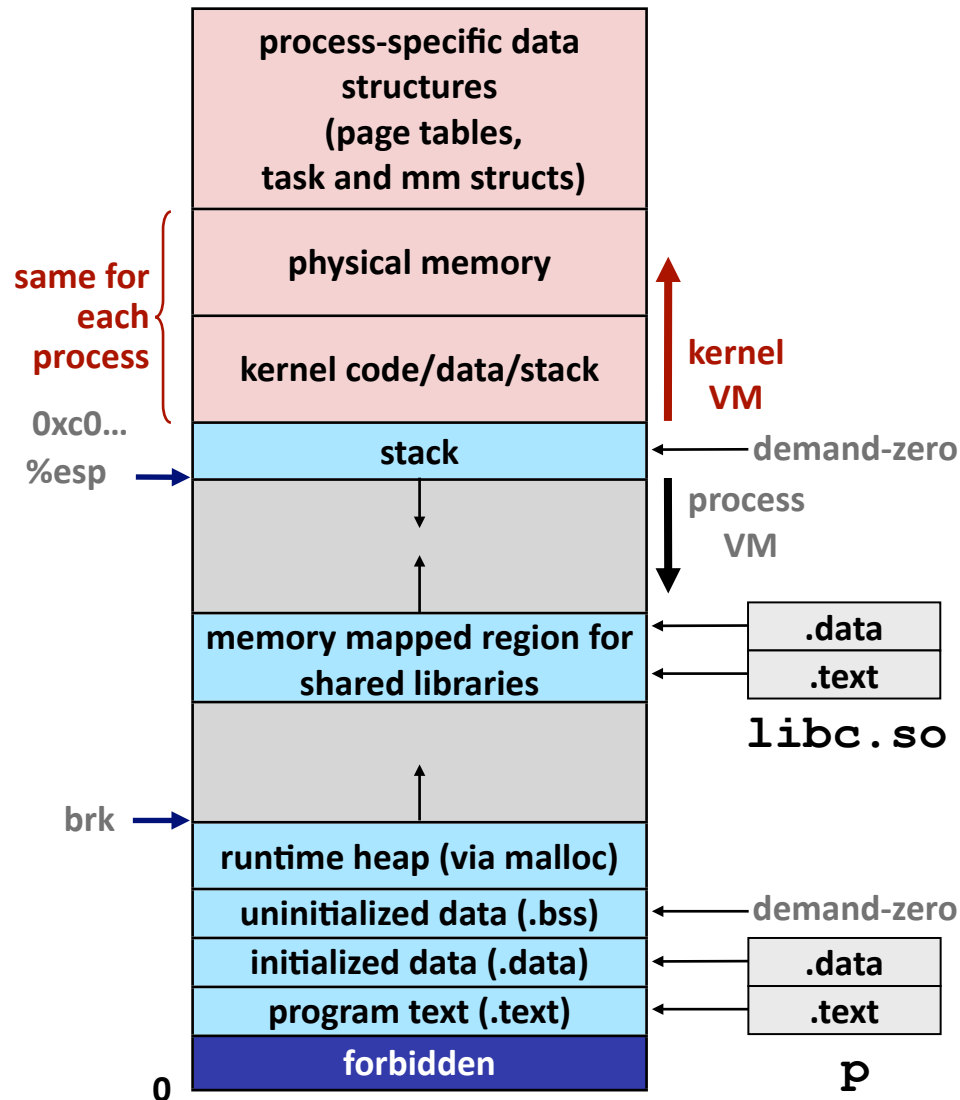 process-specific data
structures
(page tables,
task and mm structs)
physical memory
same for
each
process
kernel code/data/stack
kernel
VM
0xc0...
%esp
stack
demand-zero
process
VM
memory mapped region for
shared libraries
.data
.text
libc.so
brk
runtime heap (via malloc)
uninitialized data (.bss)
demand-zero
initialized data (.data)
.data
program text (.text)
.text
forbidden
p
0